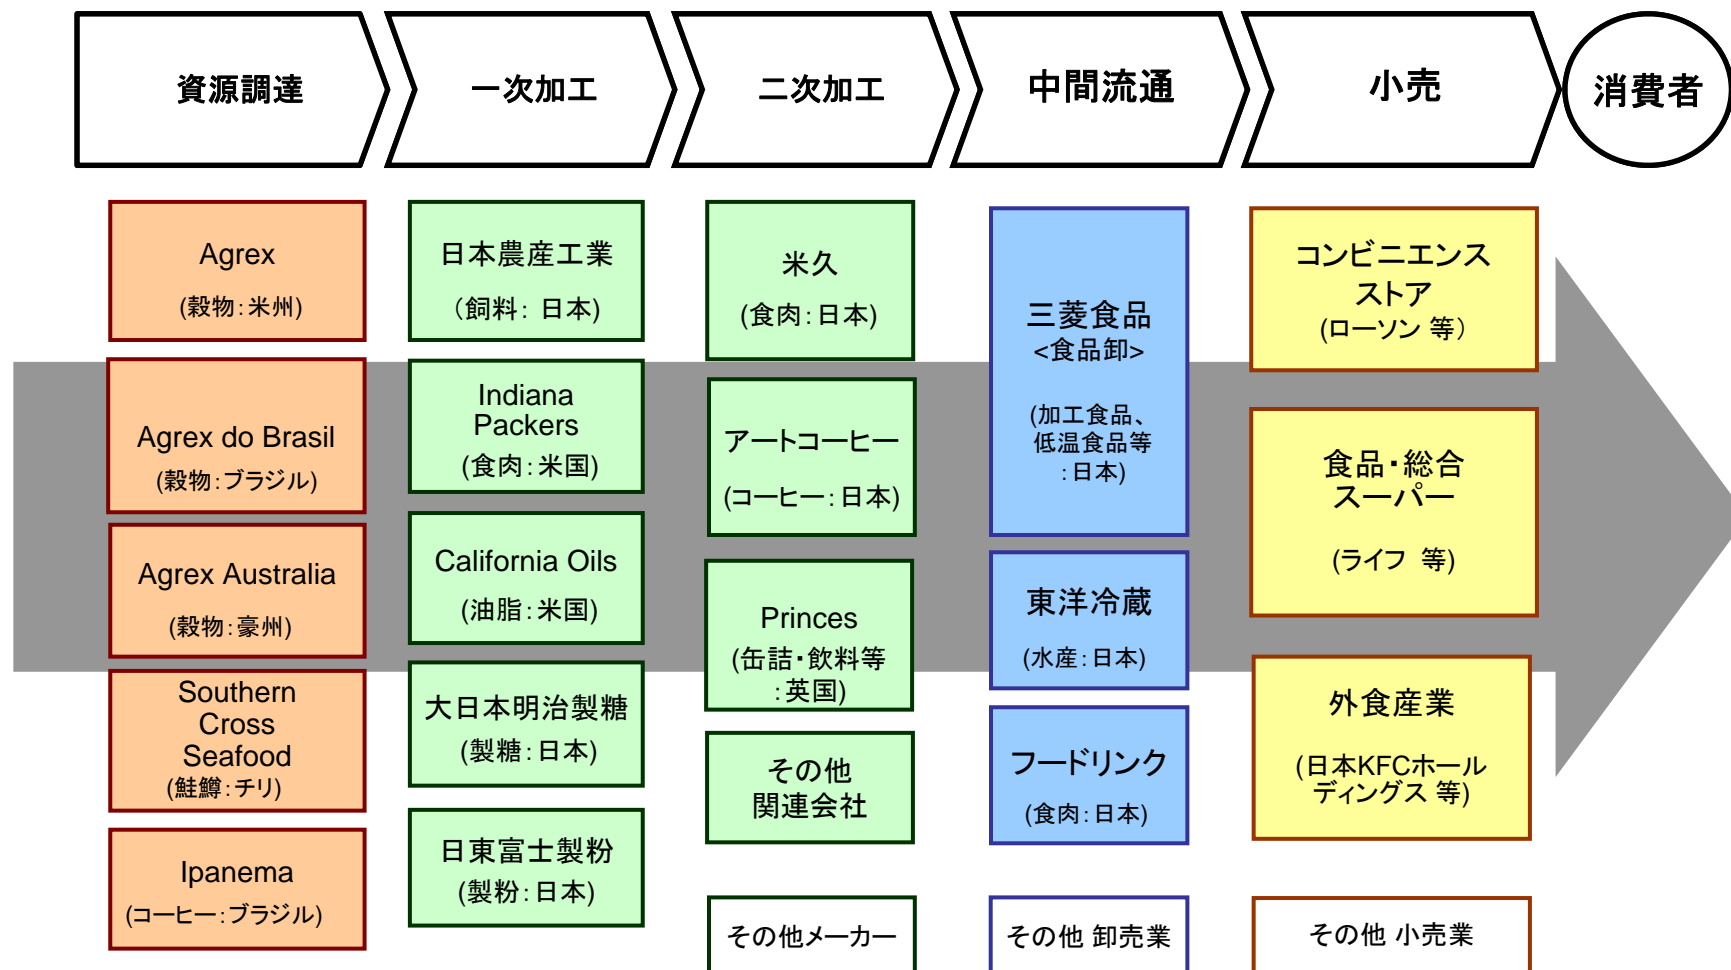 資源調達
一次加工
二次加工
中間流通
小売
消費者
Agrex
(穀物：米州)
Agrex do Brasil
(穀物：ブラジル)
Agrex Australia
(穀物：豪州)
Southern
Cross
Seafood
(鮭鱒：チリ)
Ipanema
(コーヒー：ブラジル)
日本農産工業
（飼料： 日本)
Indiana
Packers
(食肉：米国)
California Oils
(油脂：米国)
大日本明治製糖
(製糖：日本)
日東富士製粉
(製粉：日本)
米久
(食肉：日本)
アートコーヒー
(コーヒー：日本)
Princes
(缶詰・飲料等
：英国)
その他
関連会社
その他メーカー
三菱食品
<食品卸>
(加工食品、
低温食品等
：日本)
東洋冷蔵
(水産：日本)
フードリンク
(食肉：日本)
その他 卸売業
コンビニエンス
ストア
(ローソン 等）
食品・総合
スーパー
(ライフ 等)
外食産業
(日本KFCホール
ディングス 等)
その他 小売業